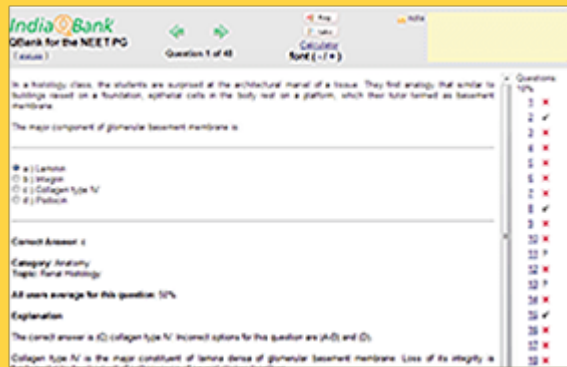 India QBank
QBank for the NEET PG
Question 1 of 48
Calculator
font ( - / + )
In a histology class, the students are surprised at the architectural marvel of a tissue. They find analogy that similar to
buildings raised on a foundation, epithelial cells in the body rest on a platform, which their tutor termed as basement
membrane.
The major component of glomerular basement membrane is
a ) Laminin
b ) Integrin
c ) Collagen type IV
d ) Podocin
Correct Answer: c
Category: Anatomy
Topic: Renal Histology
All users average for this question: 50%
Explanation
The correct answer is (C) collagen type IV. Incorrect options for this question are (A,B) and (D).
Collagen type IV is the major constituent of lamina densa of glomerular basement membrane. Loss of its integrity is
Questions
1
2
3
4
5
6
7
8
9
10
11 ?
12
13 ?
14
15
16
17
18